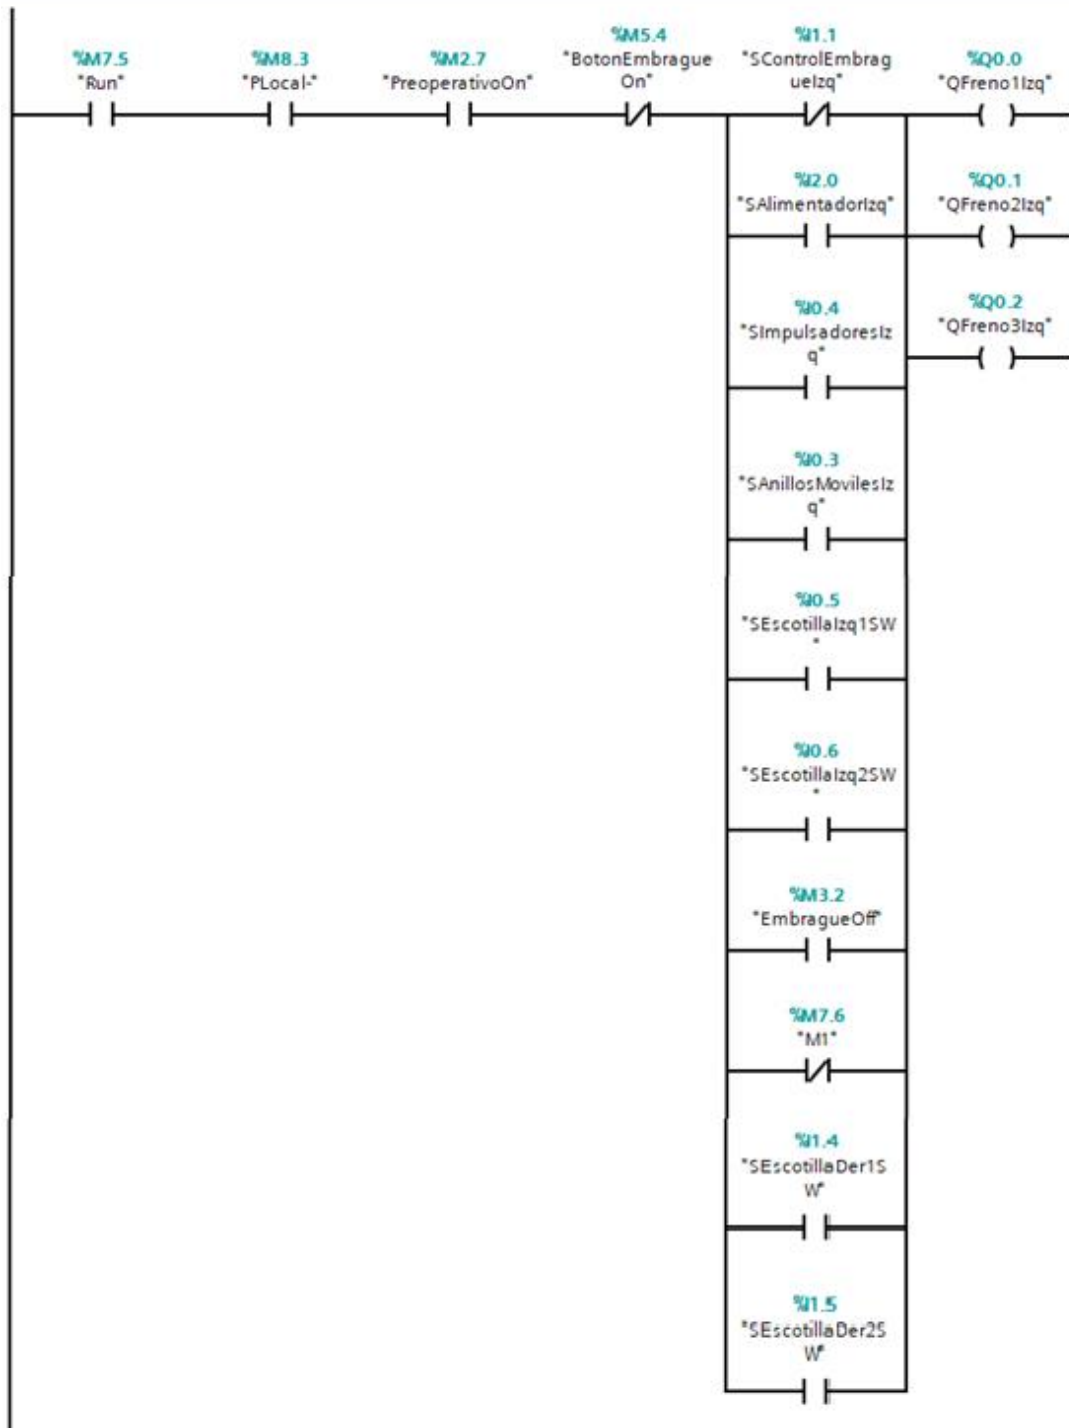 %M7.5
"Run"
%M8.3
"PLocal-"
%M2.7
"PreoperativoOn"
%M5.4
"BotonEmbrague
On"
%I1.1
"SControlEmbrag
ueIzq"
%Q0.0
"QFreno1Izq"
%I2.0
"SAlimentadorIzq"
%Q0.1
"QFreno2Izq"
%I0.4
"SImpulsadoresIz
q"
%Q0.2
"QFreno3Izq"
%I0.3
"SAnillosMovilesIz
q"
%I0.5
"SEscotillaIzq1SW
"
%I0.6
"SEscotillaIzq2SW
"
%M3.2
"EmbragueOff"
%M7.6
"M1"
%I1.4
"SEscotillaDer1S
W"
%I1.5
"SEscotillaDer2S
W"